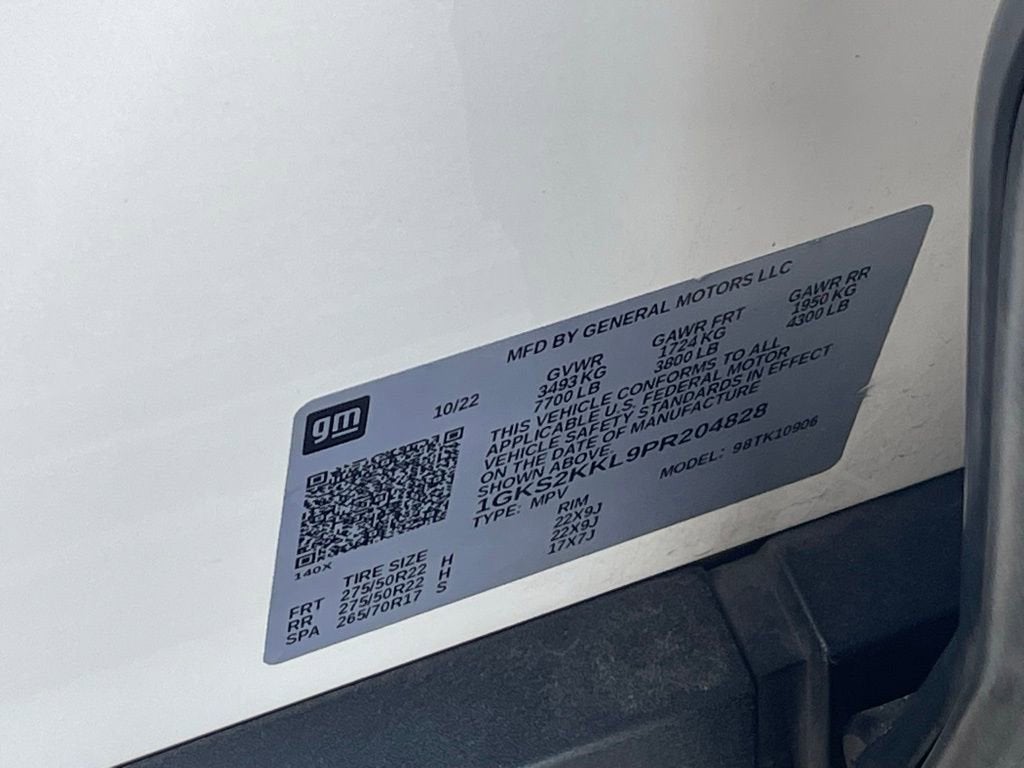 MFD BY GENERAL MOTORS LLC
gm
10/22
GVWR GAWR FRT GAWR RR
3493 KG 1724 KG 1950 KG
7700 LB 3800 LB 4300 LB
THIS VEHICLE CONFORMS TO ALL
APPLICABLE U.S. FEDERAL MOTOR
VEHICLE SAFETY STANDARDS IN EFFECT
ON THE DATE OF MANUFACTURE
SHOWN ABOVE.
1GKS2KKL9PR204828
TYPE: MPV MODEL: 98TK10906
140X
TIRE SIZE RIM
FRT 275/50R22 H 22X9J
RR 275/50R22 H 22X9J
SPA 265/70R17 S 17X7J